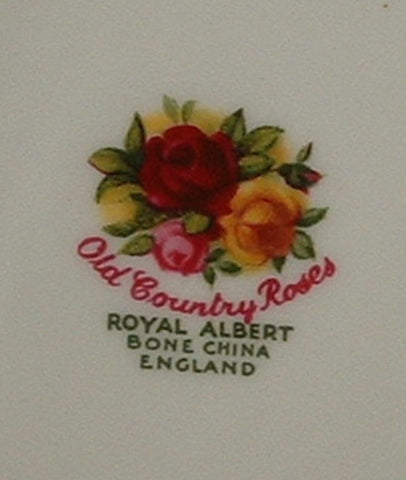 Old Country Roses
ROYAL ALBERT
BONE CHINA
ENGLAND